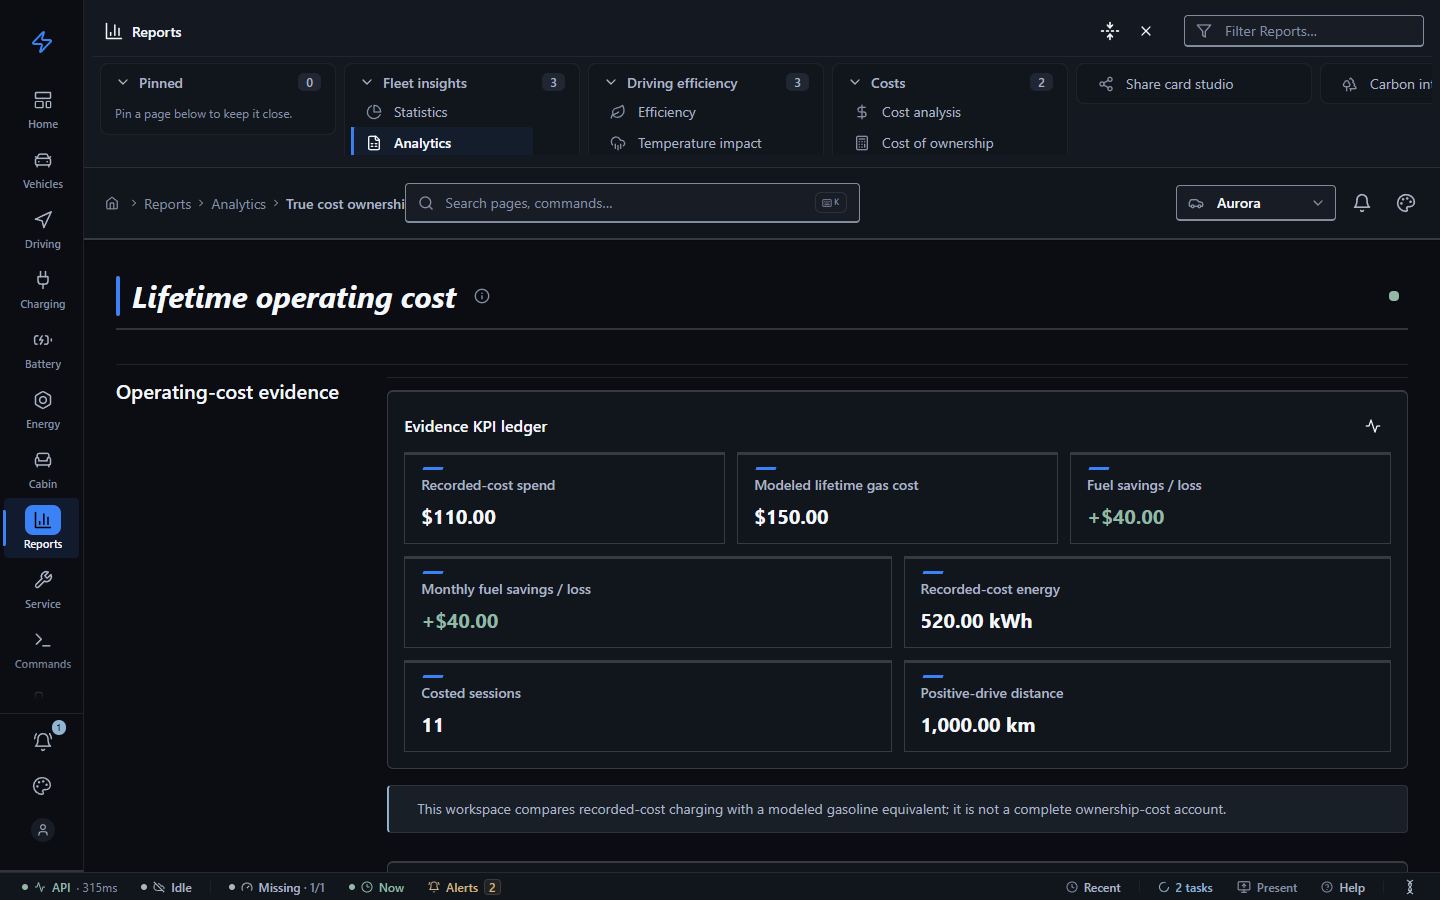 Reports
Filter Reports...
Pinned
0
Pin a page below to keep it close.
Fleet insights
3
Statistics
Analytics
Driving efficiency
3
Efficiency
Temperature impact
Costs
2
Cost analysis
Cost of ownership
Share card studio
Carbon int
Home
Vehicles
Driving
Charging
Battery
Energy
Cabin
Reports
Service
Commands
1
Reports
Analytics
True cost ownershi
Search pages, commands...
K
Aurora
Lifetime operating cost
Operating-cost evidence
Evidence KPI ledger
Recorded-cost spend
$110.00
Modeled lifetime gas cost
$150.00
Fuel savings / loss
+$40.00
Monthly fuel savings / loss
+$40.00
Recorded-cost energy
520.00 kWh
Costed sessions
11
Positive-drive distance
1,000.00 km
This workspace compares recorded-cost charging with a modeled gasoline equivalent; it is not a complete ownership-cost account.
API · 315ms
Idle
Missing · 1/1
Now
Alerts 2
Recent
2 tasks
Present
Help